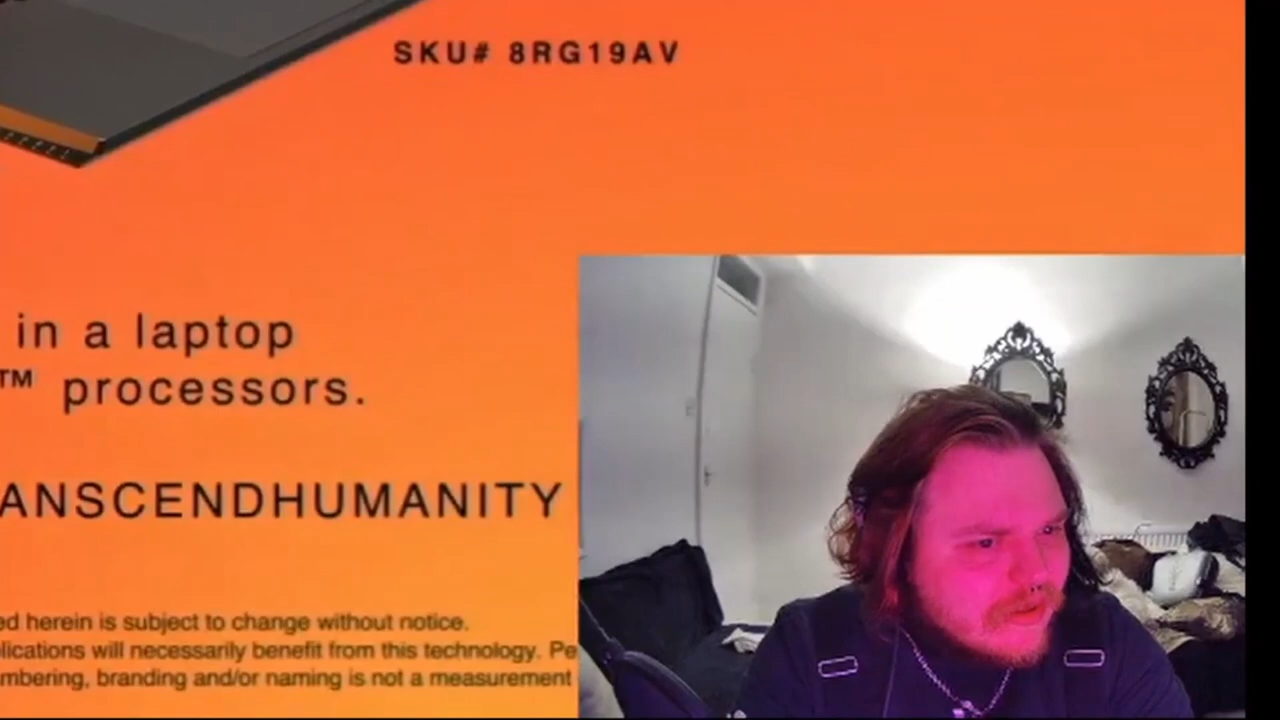 SKU# 8RG19AV
in a laptop
™ processors.
ANSCENDHUMANITY
ed herein is subject to change without notice.
lications will necessarily benefit from this technology. Pe
mbering, branding and/or naming is not a measurement